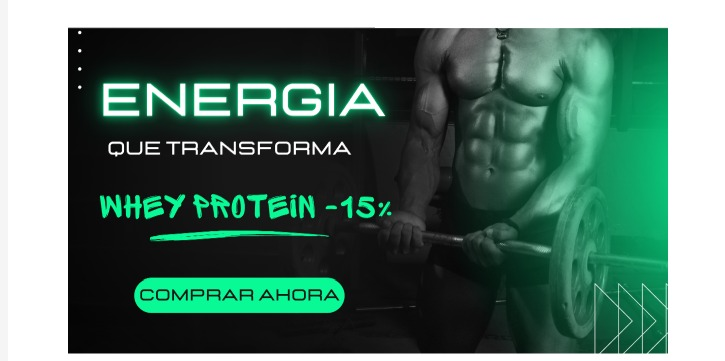 ENERGIA
QUE TRANSFORMA
WHEY PROTEIN -15%
COMPRAR AHORA